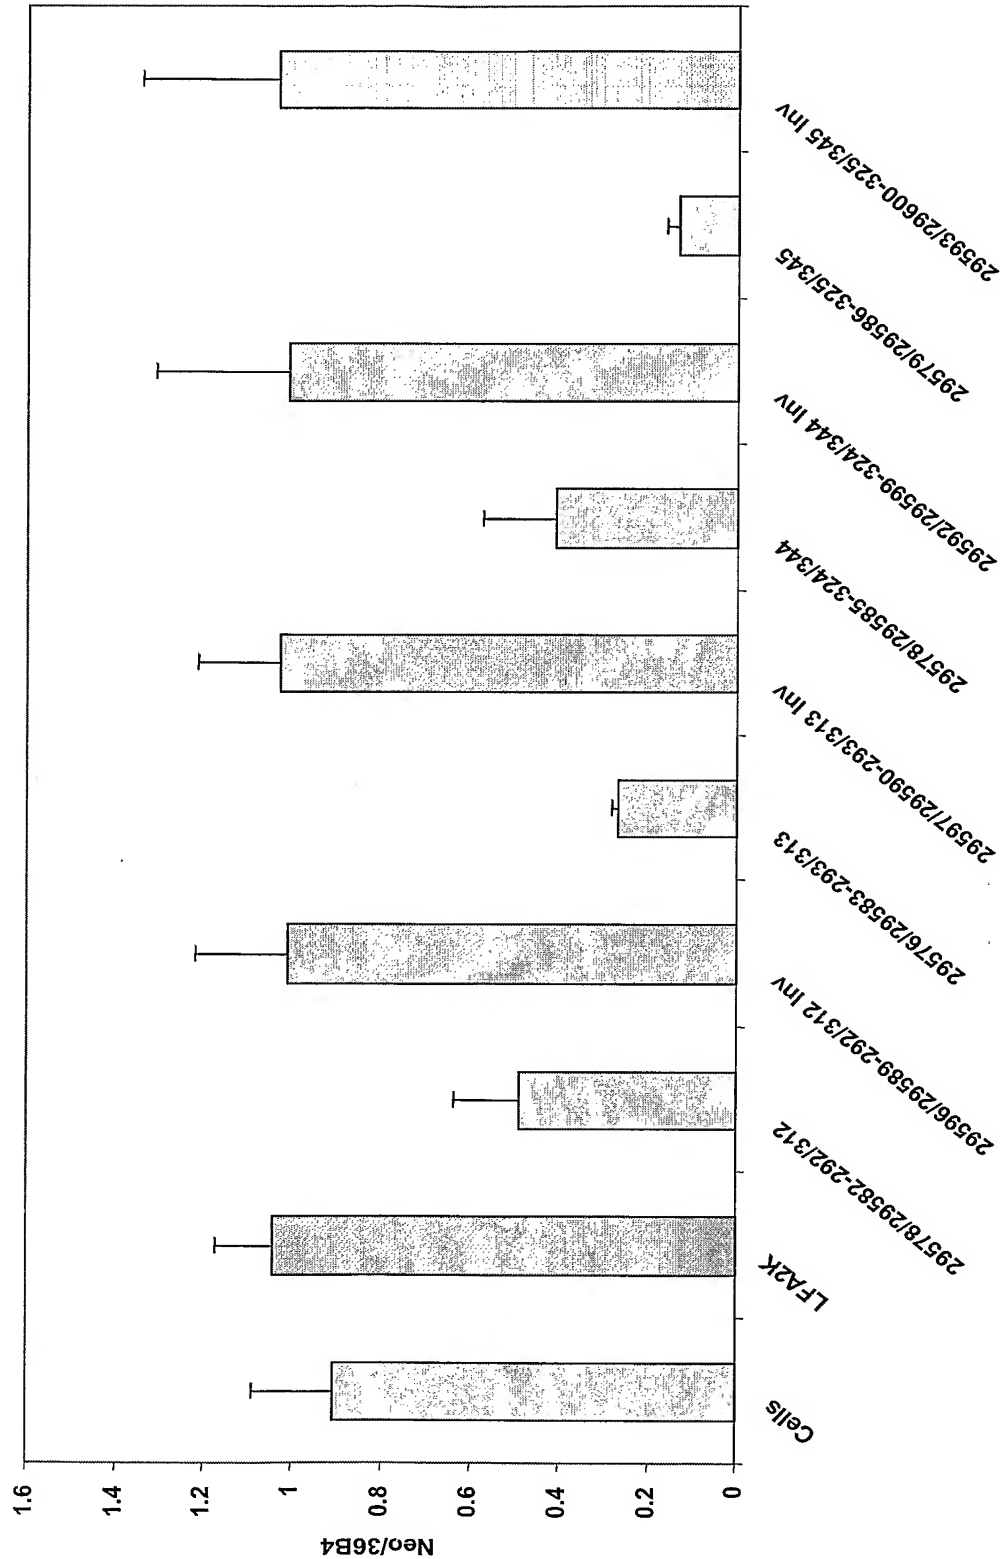 Neo/36B4
1.6
1.4
1.2
1
0.8
0.6
0.4
0.2
0
Cells
LFA2K
29578/29582-292/312
29596/29589-292/312 Inv
29576/29583-293/313
29597/29590-293/313 Inv
29578/29585-324/344
29592/29599-324/344 Inv
29579/29586-325/345
29593/29600-325/345 Inv